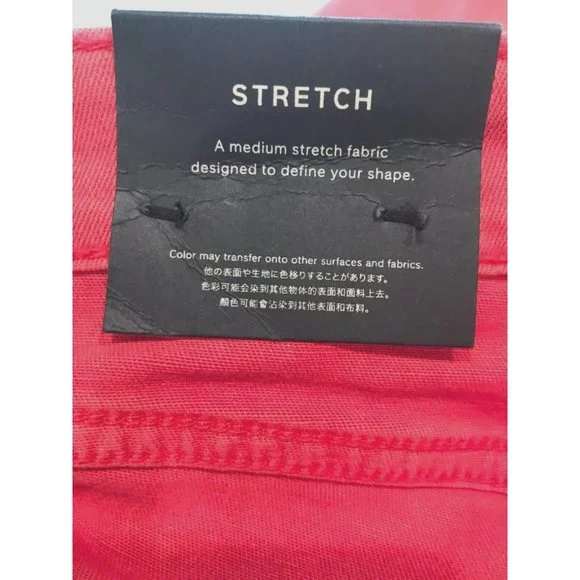 STRETCH
A medium stretch fabric
designed to define your shape.
Color may transfer onto other surfaces and fabrics.
他の表面や生地に色移りすることがあります。
色彩可能会染到其他物体的表面和面料上去。
顏色可能會沾染到其他表面和布料。